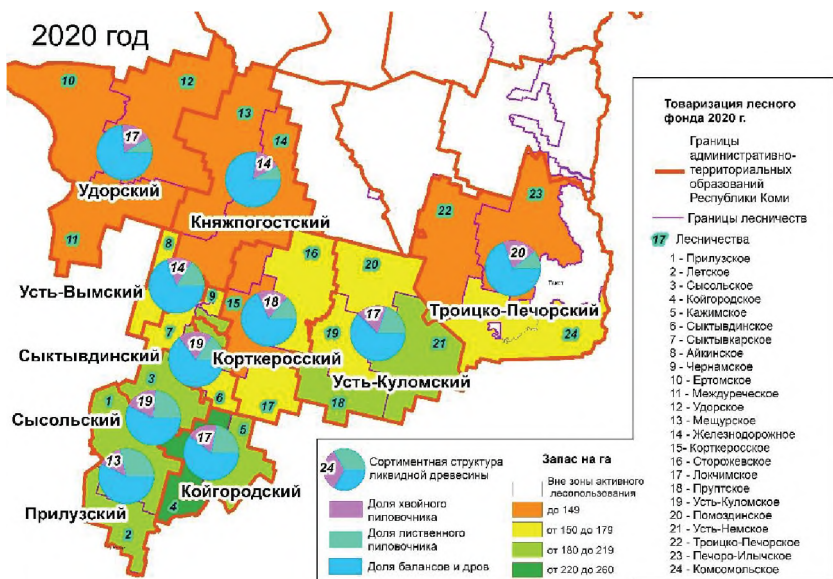 2020 год
10
12
13
14
17
14
Удорский
Княжпогостский
11
22
23
20
8
16
20
Усть-Вымский
14
9
15
18
17
Троицко-Печорский
24
7
19
21
Сыктывдинский
19
Корткеросский
Усть-Куломский
3
6
17
18
Сысольский
1
19
5
17
13
Прилузский
Койгородский
4
2
Товаризация лесного
фонда 2020 г.
Границы
административно-
территориальных
образований
Республики Коми
Границы лесничеств
17 Лесничества
1 - Прилузское
2 - Летское
3 - Сысольское
4 - Койгородское
5 - Кажимское
6 - Сыктывдинское
7 - Сыктывкарское
8 - Айкинское
9 - Чернамское
10 - Ертомское
11 - Междуреческое
12 - Удорское
13 - Мещурское
14 - Железнодорожное
15- Корткеросское
16 - Сторожевское
17 - Локчимское
18 - Пруптское
19 - Усть-Куломское
20 - Помоздинское
21 - Усть-Немское
22 - Троицко-Печорское
23 - Печоро-Илычское
24 - Комсомольское
24
Сортиментная структура
ликвидной древесины
Доля хвойного
пиловочника
Доля лиственного
пиловочника
Доля балансов и дров
Запас на га
Вне зоны активного
лесопользования
до 149
от 150 до 179
от 180 до 219
от 220 до 260